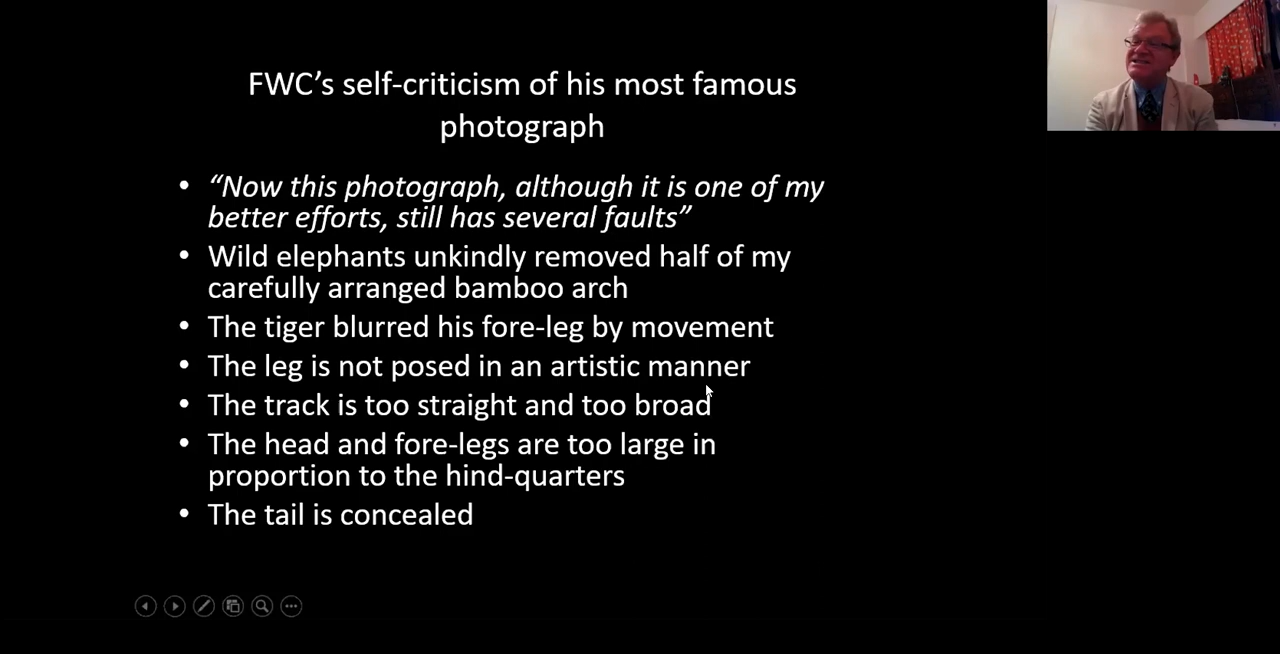 FWC’s self-criticism of his most famous
photograph
• “Now this photograph, although it is one of my
better efforts, still has several faults”
• Wild elephants unkindly removed half of my
carefully arranged bamboo arch
• The tiger blurred his fore-leg by movement
• The leg is not posed in an artistic manner
• The track is too straight and too broad
• The head and fore-legs are too large in
proportion to the hind-quarters
• The tail is concealed